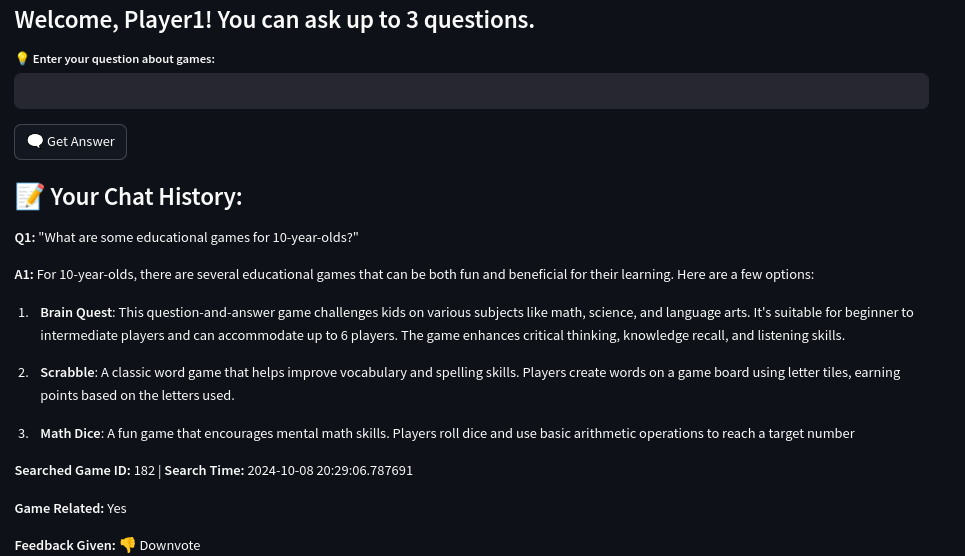 Welcome, Player1! You can ask up to 3 questions.
💡 Enter your question about games:
💬 Get Answer
📝 Your Chat History:
Q1: "What are some educational games for 10-year-olds?"
A1: For 10-year-olds, there are several educational games that can be both fun and beneficial for their learning. Here are a few options:
1. Brain Quest: This question-and-answer game challenges kids on various subjects like math, science, and language arts. It's suitable for beginner to
intermediate players and can accommodate up to 6 players. The game enhances critical thinking, knowledge recall, and listening skills.
2. Scrabble: A classic word game that helps improve vocabulary and spelling skills. Players create words on a game board using letter tiles, earning
points based on the letters used.
3. Math Dice: A fun game that encourages mental math skills. Players roll dice and use basic arithmetic operations to reach a target number
Searched Game ID: 182 | Search Time: 2024-10-08 20:29:06.787691
Game Related: Yes
Feedback Given: 👎 Downvote